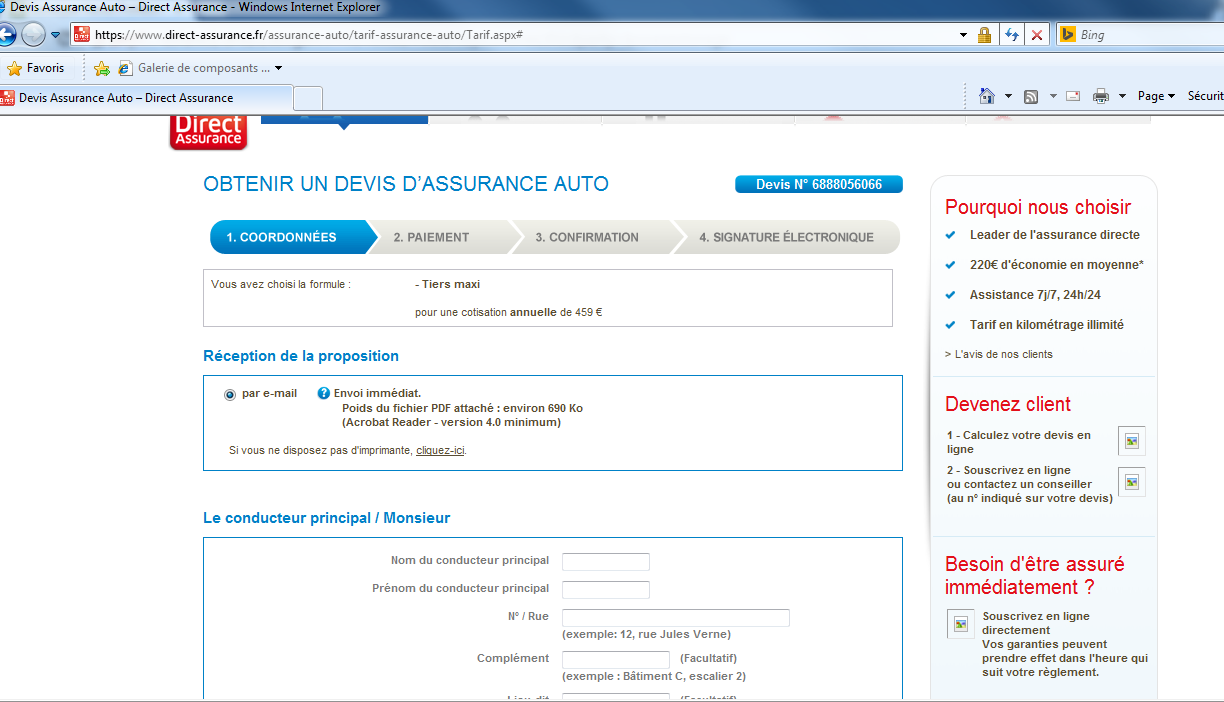 Devis Assurance Auto – Direct Assurance - Windows Internet Explorer
https://www.direct-assurance.fr/assurance-auto/tarif-assurance-auto/Tarif.aspx#
Bing
Favoris
Galerie de composants ...
Devis Assurance Auto – Direct Assurance
Page
Sécurit
Direct
Assurance
OBTENIR UN DEVIS D'ASSURANCE AUTO
Devis N° 6888056066
1. COORDONNÉES
2. PAIEMENT
3. CONFIRMATION
4. SIGNATURE ÉLECTRONIQUE
Vous avez choisi la formule :
- Tiers maxi
pour une cotisation annuelle de 459 €
Réception de la proposition
par e-mail
? Envoi immédiat.
Poids du fichier PDF attaché : environ 690 Ko
(Acrobat Reader - version 4.0 minimum)
Si vous ne disposez pas d'imprimante, cliquez-ici.
Le conducteur principal / Monsieur
Nom du conducteur principal
Prénom du conducteur principal
N° / Rue
(exemple: 12, rue Jules Verne)
Complément
(Facultatif)
(exemple : Bâtiment C, escalier 2)
Lieu-dit
(Facultatif)
Pourquoi nous choisir
Leader de l'assurance directe
220€ d'économie en moyenne*
Assistance 7j/7, 24h/24
Tarif en kilométrage illimité
> L'avis de nos clients
Devenez client
1 - Calculez votre devis en
ligne
2 - Souscrivez en ligne
ou contactez un conseiller
(au n° indiqué sur votre devis)
Besoin d'être assuré
immédiatement ?
Souscrivez en ligne
directement
Vos garanties peuvent
prendre effet dans l'heure qui
suit votre règlement.